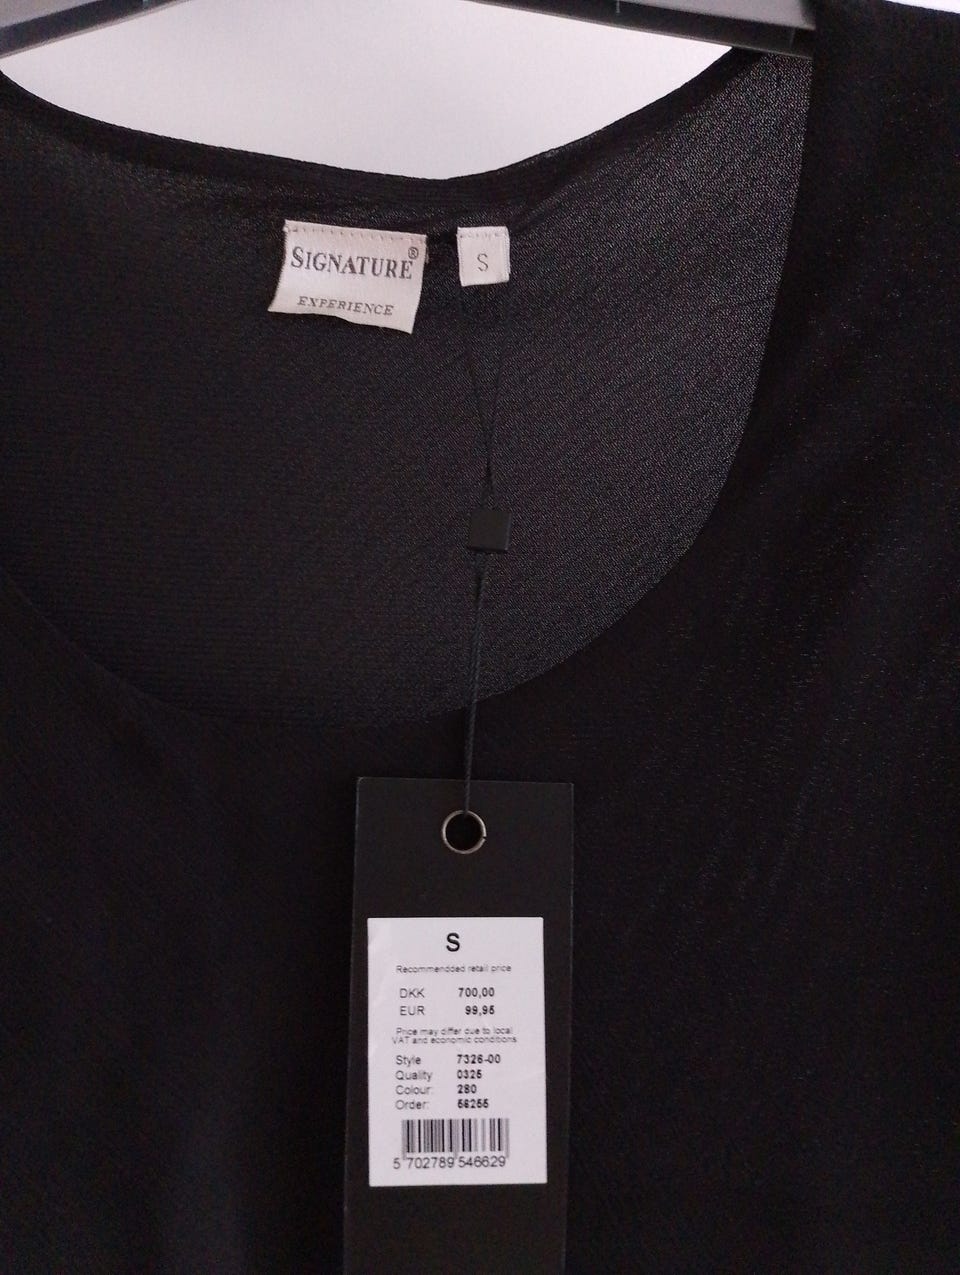 SIGNATURE®
EXPERIENCE
S
S
Recommendded retail price
DKK 700,00
EUR 99,95
Price may differ due to local
VAT and economic conditions
Style 7326-00
Quality 0325
Colour: 280
Order: 56255
5 702789 546629